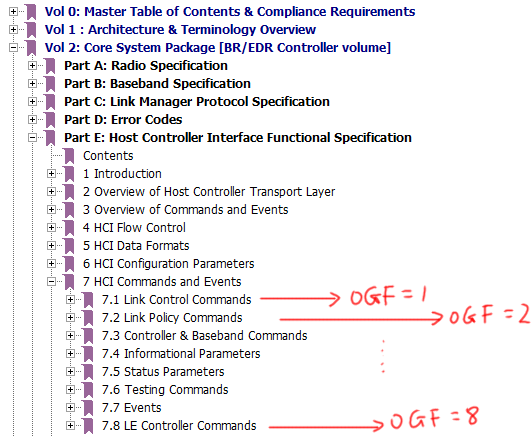 Vol 0: Master Table of Contents & Compliance Requirements
Vol 1 : Architecture & Terminology Overview
Vol 2: Core System Package [BR/EDR Controller volume]
Part A: Radio Specification
Part B: Baseband Specification
Part C: Link Manager Protocol Specification
Part D: Error Codes
Part E: Host Controller Interface Functional Specification
Contents
1 Introduction
2 Overview of Host Controller Transport Layer
3 Overview of Commands and Events
4 HCI Flow Control
5 HCI Data Formats
6 HCI Configuration Parameters
7 HCI Commands and Events
7.1 Link Control Commands OGF = 1
7.2 Link Policy Commands OGF = 2
7.3 Controller & Baseband Commands
7.4 Informational Parameters
7.5 Status Parameters
7.6 Testing Commands
7.7 Events
7.8 LE Controller Commands OGF = 8